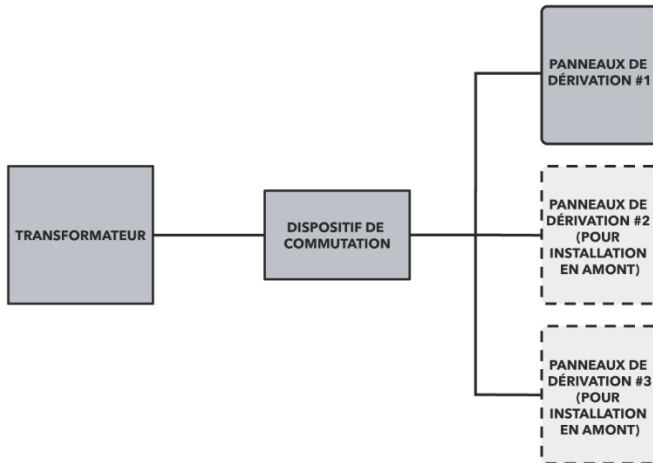 TRANSFORMATEUR
DISPOSITIF DE
COMMUTATION
PANNEAUX DE
DÉRIVATION #1
PANNEAUX DE
DÉRIVATION #2
(POUR
INSTALLATION
EN AMONT)
PANNEAUX DE
DÉRIVATION #3
(POUR
INSTALLATION
EN AMONT)